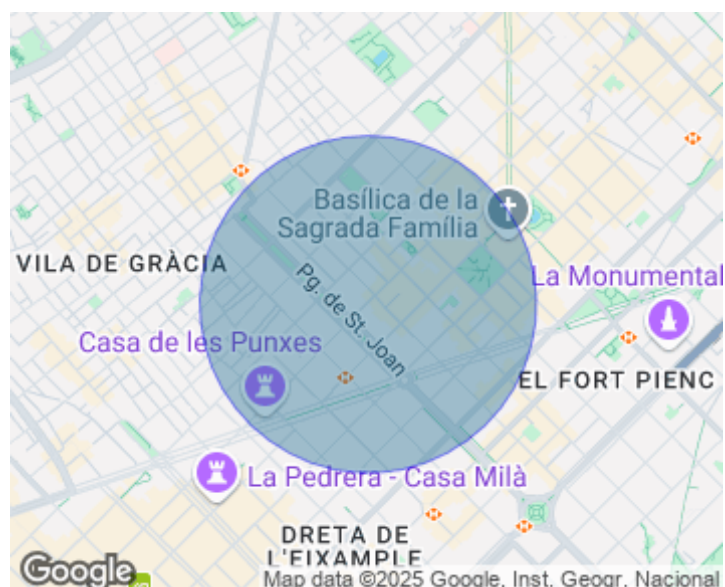 Basílica de la
Sagrada Família
VILA DE GRÀCIA
La Monumental
Pg. de St. Joan
Casa de les Punxes
EL FORT PIENC
La Pedrera - Casa Milà
DRETA DE
L'EIXAMPLE
Google
Map data ©2025 Google, Inst. Geogr. Nacional